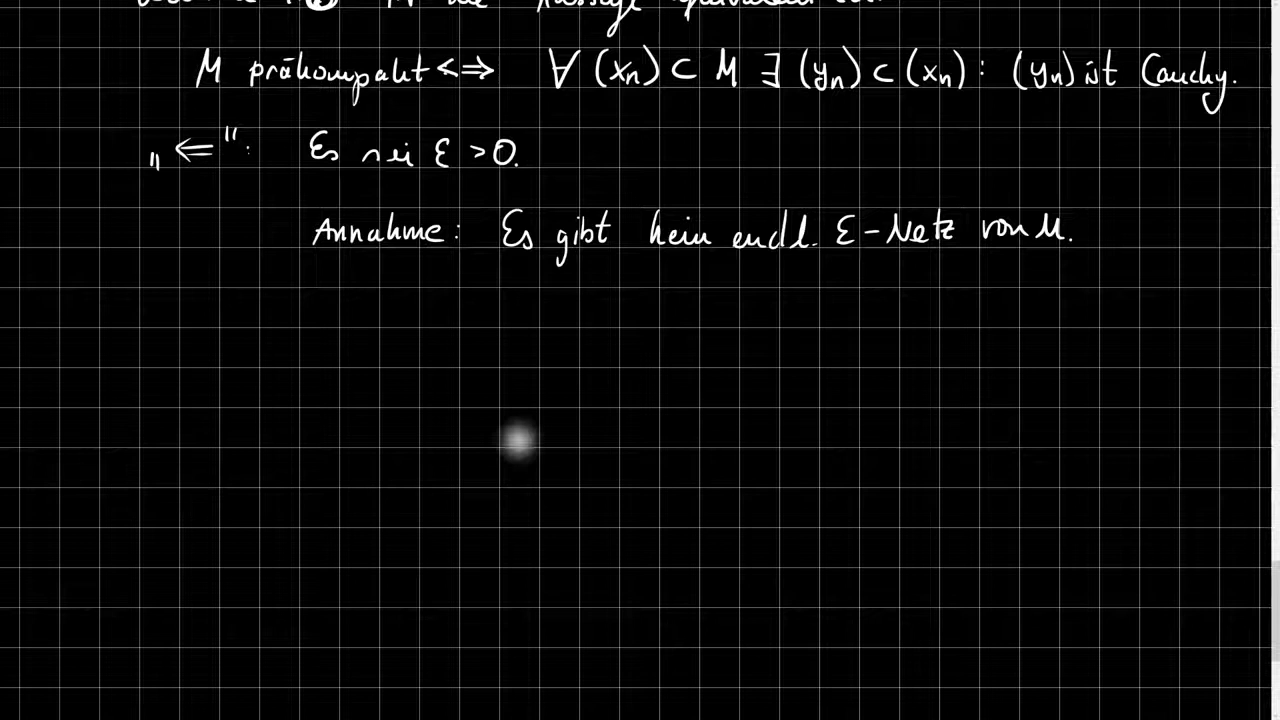 M präkompakt <=> ∀ (xₙ) ⊂ M ∃ (yₙ) ⊂ (xₙ) : (yₙ) ist Cauchy.
„⇐": Es sei ε > 0.
Annahme: Es gibt kein endl. ε-Netz von M.